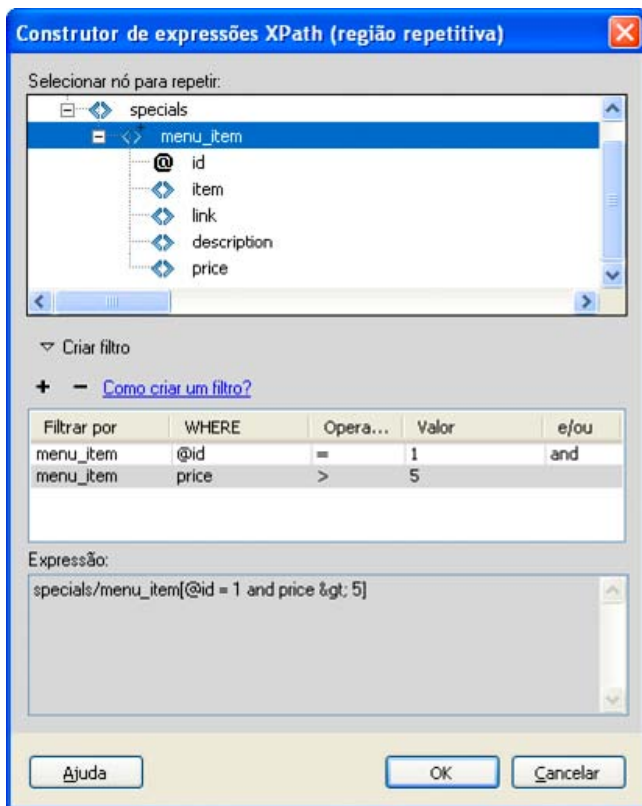 Construtor de expressões XPath (região repetitiva)
Selecionar nó para repetir:
specials
menu_item
@ id
item
link
description
price
Criar filtro
+ - Como criar um filtro?
Filtrar por WHERE Opera... Valor e/ou
menu_item @id = 1 and
menu_item price > 5
Expressão:
specials/menu_item[@id = 1 and price &gt; 5]
Ajuda OK Cancelar